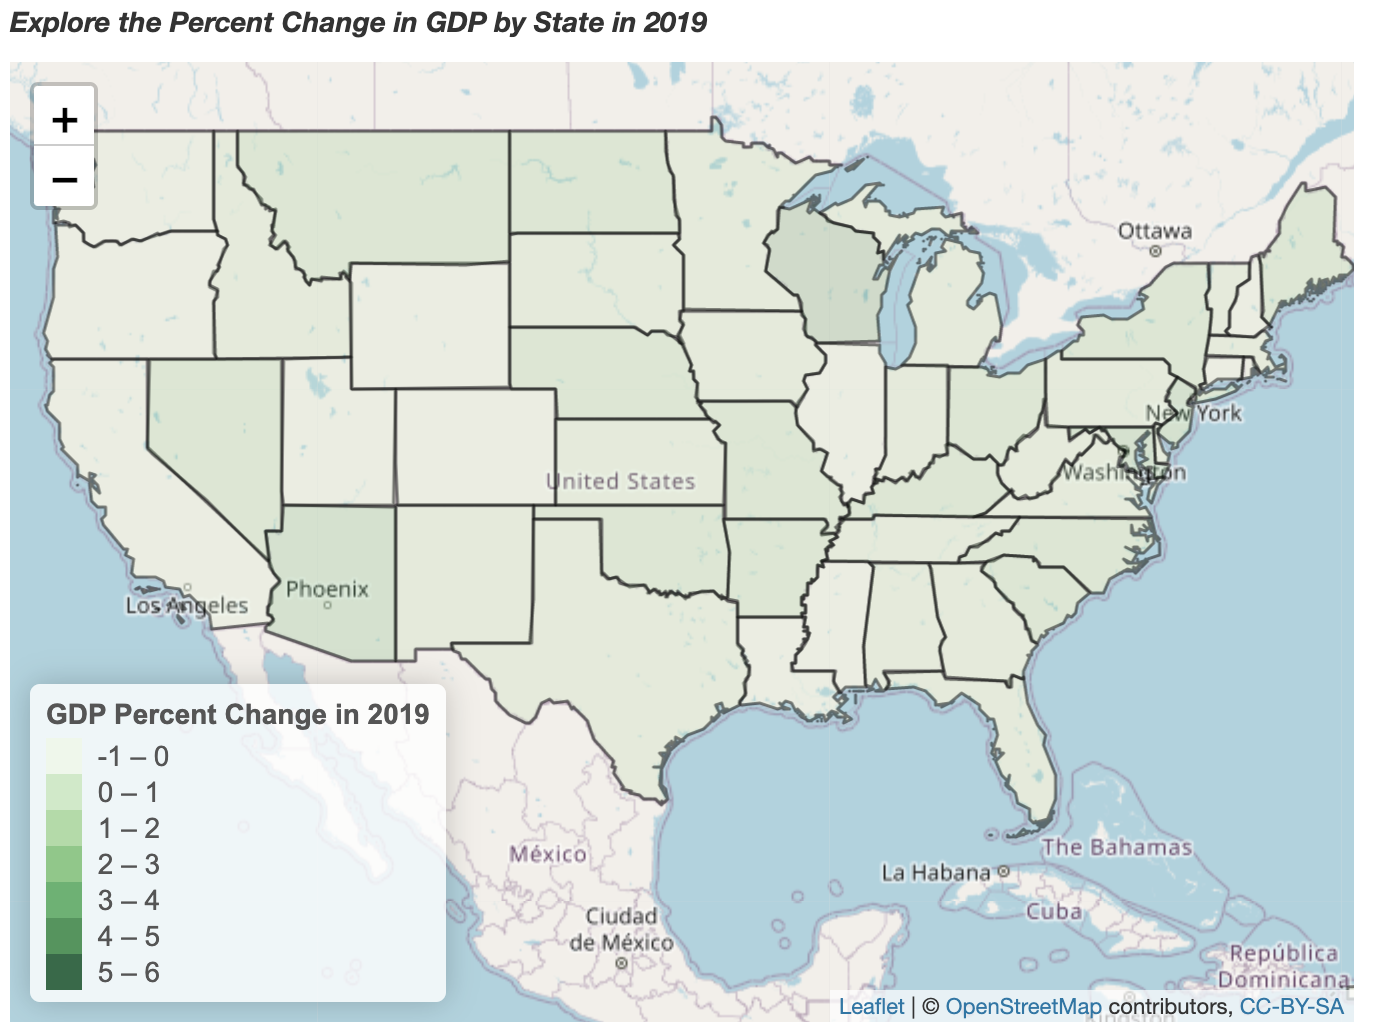 Explore the Percent Change in GDP by State in 2019
+
−
Ottawa
New York
Washington
United States
Phoenix
Los Angeles
GDP Percent Change in 2019
-1 – 0
0 – 1
1 – 2
2 – 3
3 – 4
4 – 5
5 – 6
México
The Bahamas
La Habana
Cuba
Ciudad
de México
República
Dominicana
Kingston
Leaflet | © OpenStreetMap contributors, CC-BY-SA